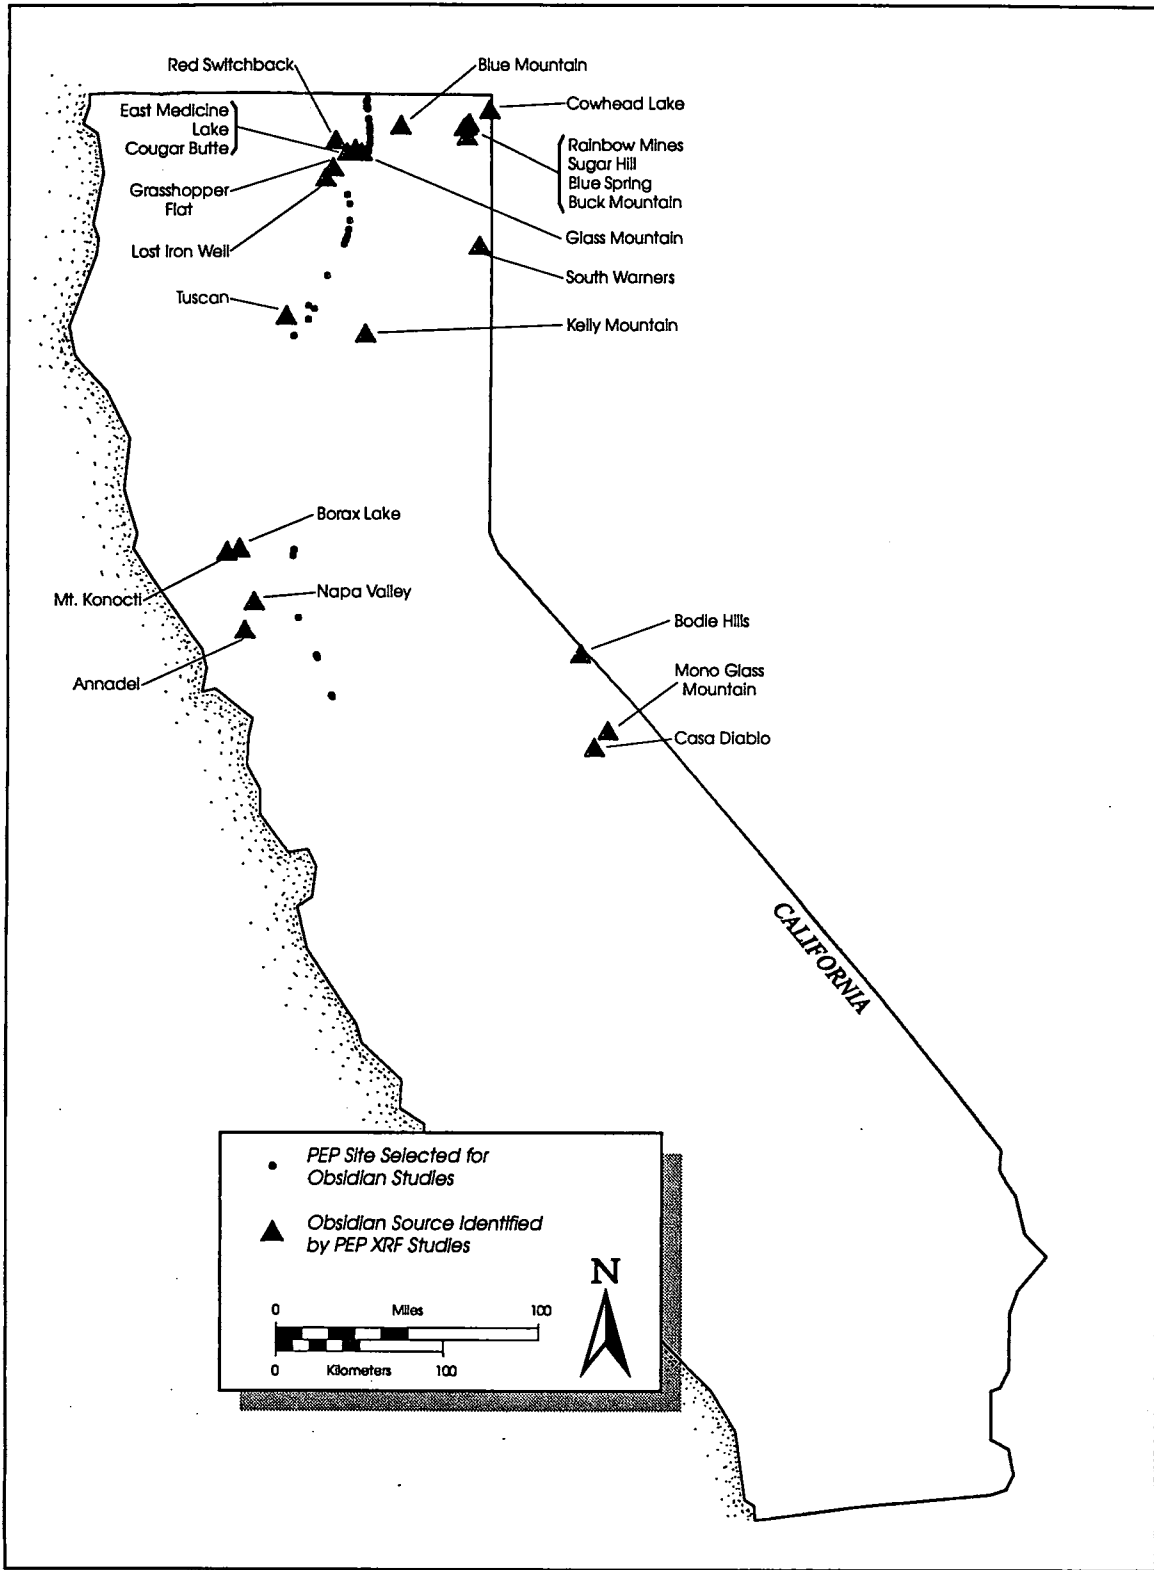 Red Switchback
Blue Mountain
East Medicine
Lake
Cougar Butte
Cowhead Lake
Rainbow Mines
Sugar Hill
Blue Spring
Buck Mountain
Grasshopper
Flat
Glass Mountain
Lost Iron Well
South Warners
Tuscan
Kelly Mountain
Borax Lake
Mt. Konocti
Napa Valley
Annadel
Bodie Hills
Mono Glass
Mountain
Casa Diablo
CALIFORNIA
PEP Site Selected for
Obsidian Studies
Obsidian Source Identified
by PEP XRF Studies
N
0 Miles 100
0 Kilometers 100